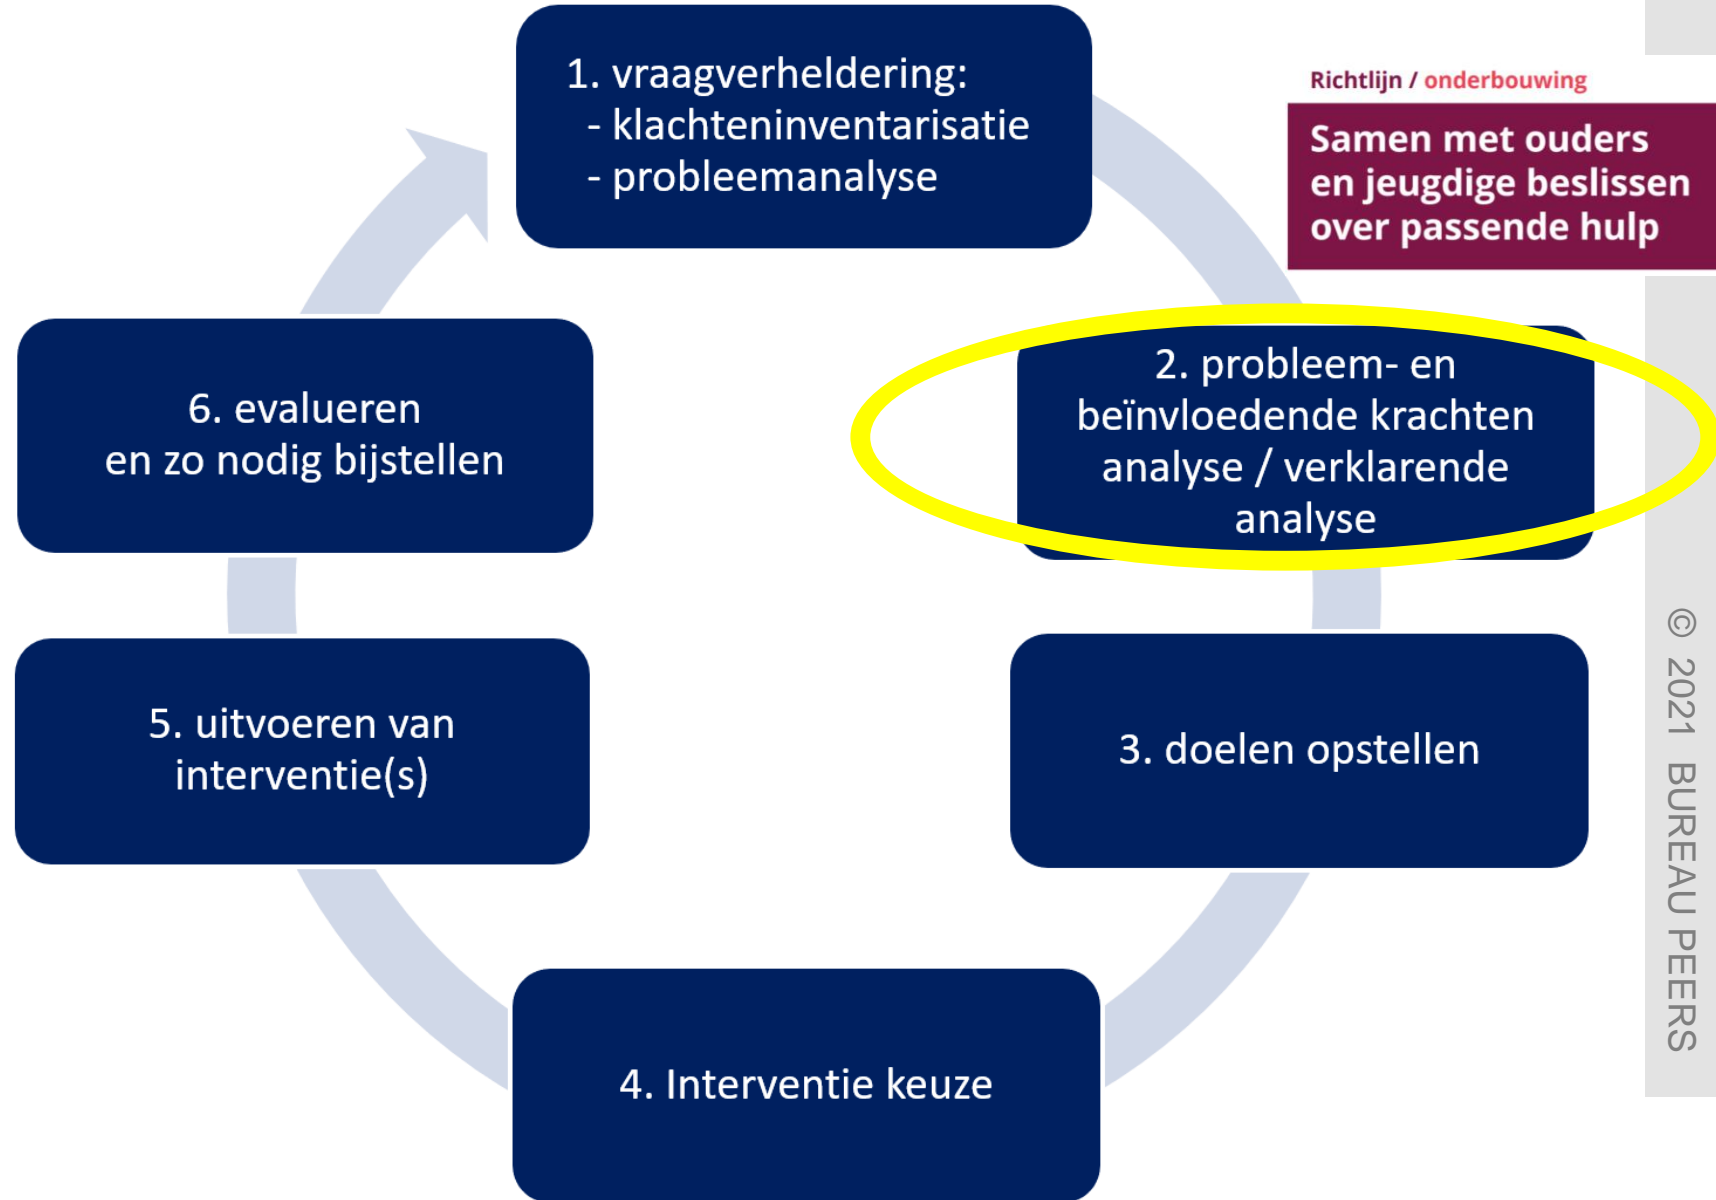 1. vraagverheldering:
- klachteninventarisatie
- probleemanalyse
Richtlijn / onderbouwing
Samen met ouders
en jeugdige beslissen
over passende hulp
2. probleem- en
beïnvloedende krachten
analyse / verklarende
analyse
3. doelen opstellen
4. Interventie keuze
5. uitvoeren van
interventie(s)
6. evalueren
en zo nodig bijstellen
© 2021 BUREAU PEERS